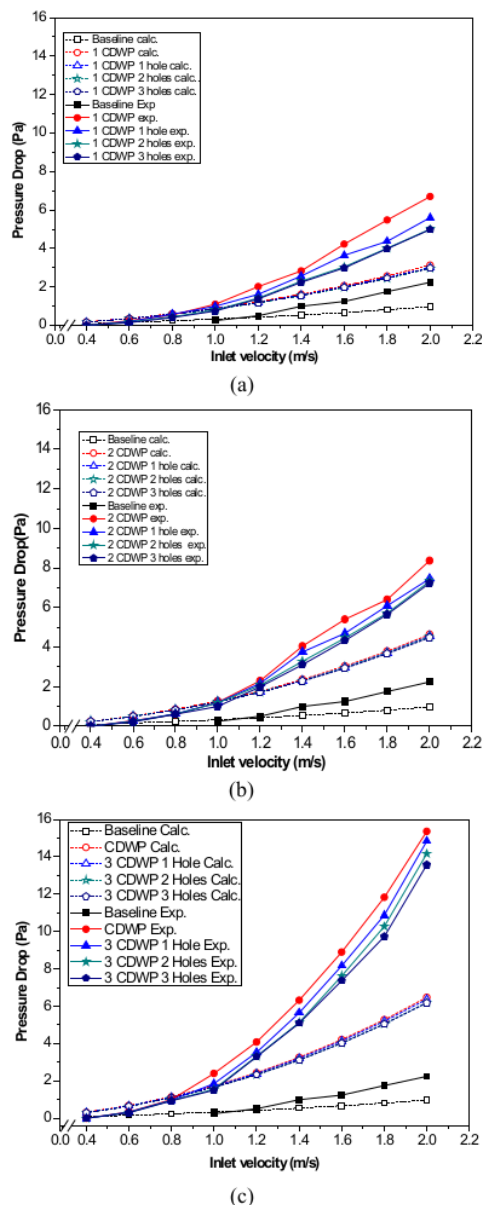 16
14
12
10
8
6
4
2
0
Pressure Drop (Pa)
Baseline calc.
1 CDWP calc.
1 CDWP 1 hole calc.
1 CDWP 2 holes calc..
1 CDWP 3 holes calc.
Baseline Exp
1 CDWP exp.
1 CDWP 1 hole exp.
1 CDWP 2 holes exp.
1 CDWP 3 holes exp.
0.0 0.4 0.6 0.8 1.0 1.2 1.4 1.6 1.8 2.0 2.2
Inlet velocity (m/s)
(a)
16
14
12
10
8
6
4
2
0
Pressure Drop(Pa)
Baseline calc.
2 CDWP calc.
2 CDWP 1 hole calc.
2 CDWP 2 holes calc.
2 CDWP 3 holes calc.
Baseline exp.
2 CDWP exp.
2 CDWP 1 hole exp.
2 CDWP 2 holes exp.
2 CDWP 3 holes exp.
0.0 0.4 0.6 0.8 1.0 1.2 1.4 1.6 1.8 2.0 2.2
Inlet velocity (m/s)
(b)
16
14
12
10
8
6
4
2
0
Pressure Drop (Pa)
Baseline Calc.
CDWP Calc.
3 CDWP 1 Hole Calc.
3 CDWP 2 Holes Calc.
3 CDWP 3 Holes Calc.
Baseline Exp.
CDWP Exp.
3 CDWP 1 Hole Exp.
3 CDWP 2 Holes Exp.
3 CDWP 3 Holes Exp.
0.0 0.4 0.6 0.8 1.0 1.2 1.4 1.6 1.8 2.0 2.2
Inlet velocity (m/s)
(c)